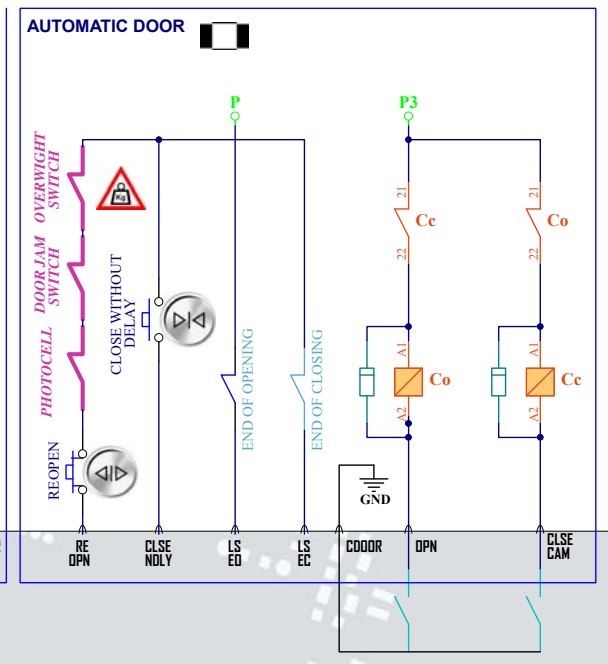 AUTOMATIC DOOR
P
P3
OVERWIGHT
SWITCH
Kg
DOOR JAM
SWITCH
PHOTOCELL
REOPEN
CLOSE WITHOUT
DELAY
END OF OPENING
END OF CLOSING
21
Cc
22
21
Co
22
A1
Co
A2
A1
Cc
A2
GND
RE
OPN
CLSE
NDLY
LS
EO
LS
EC
CDOOR
OPN
CLSE
CAM